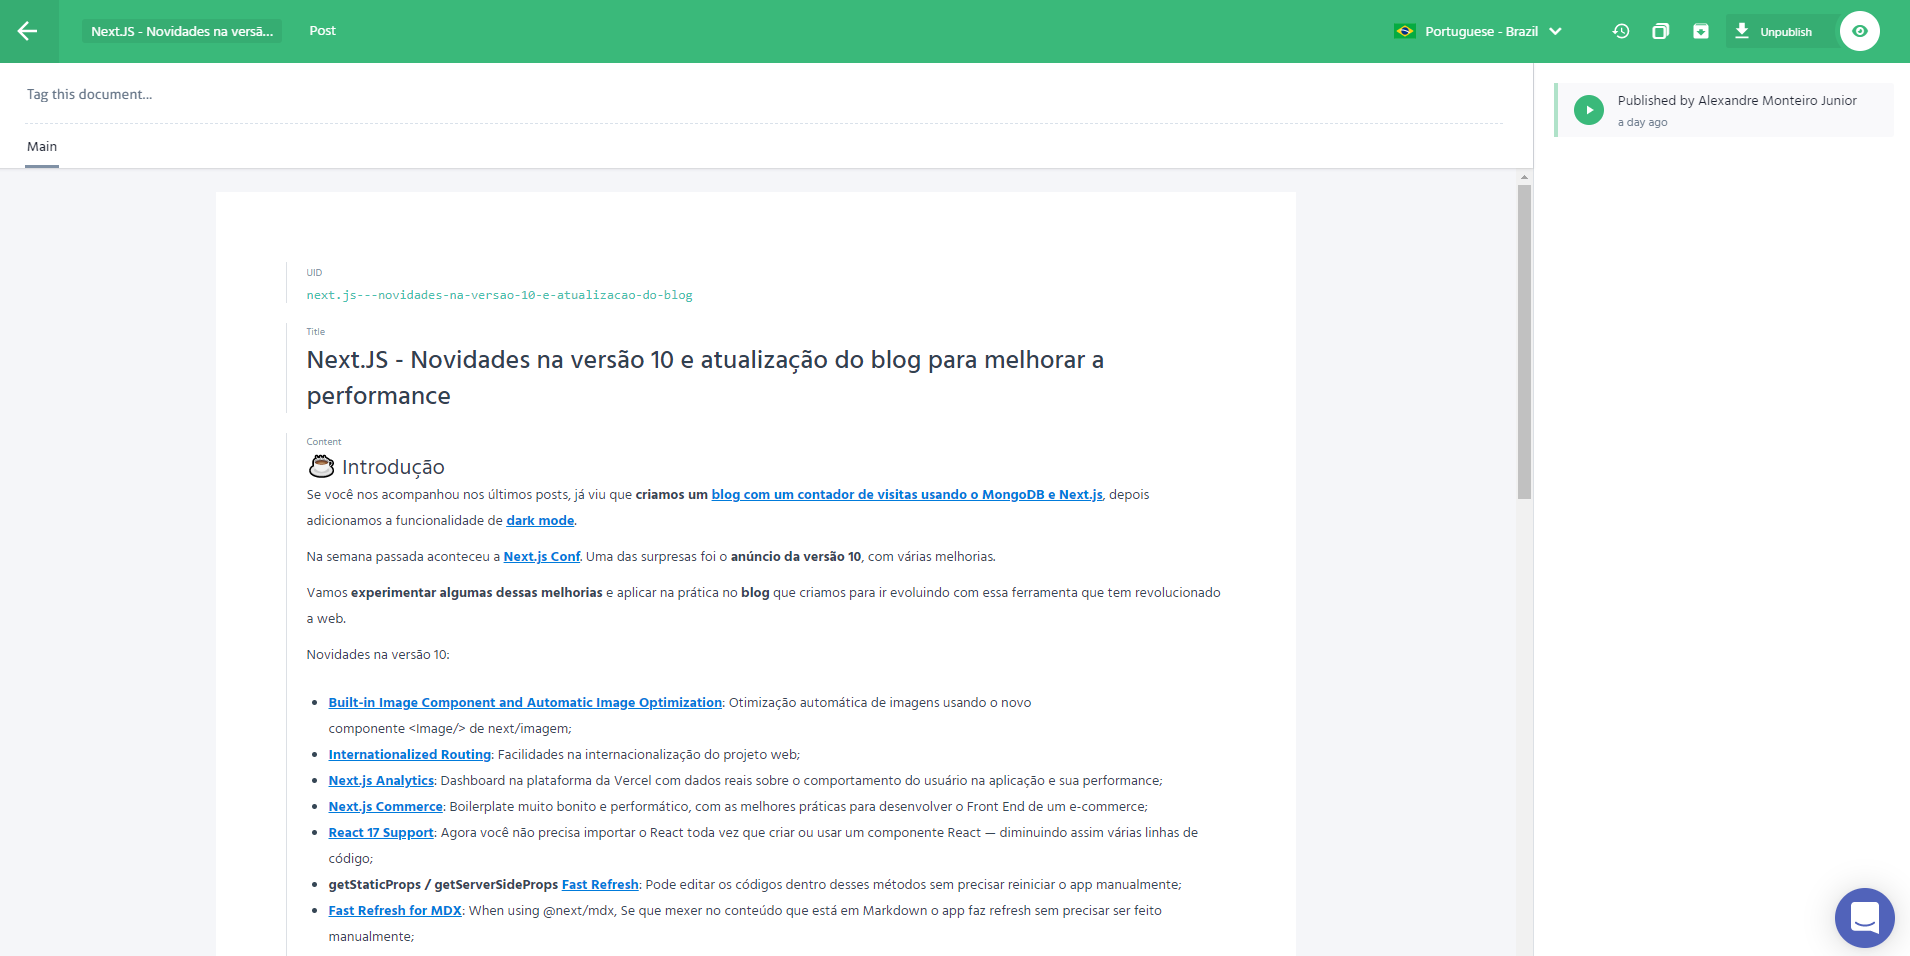 Next.JS - Novidades na versã...
Post
Portuguese - Brazil
Unpublish
Tag this document...
Main
Published by Alexandre Monteiro Junior
a day ago
UID
next.js---novidades-na-versao-10-e-atualizacao-do-blog
Title
Next.JS - Novidades na versão 10 e atualização do blog para melhorar a
performance
Content
Introdução
Se você nos acompanhou nos últimos posts, já viu que criamos um blog com um contador de visitas usando o MongoDB e Next.js, depois
adicionamos a funcionalidade de dark mode.
Na semana passada aconteceu a Next.js Conf. Uma das surpresas foi o anúncio da versão 10, com várias melhorias.
Vamos experimentar algumas dessas melhorias e aplicar na prática no blog que criamos para ir evoluindo com essa ferramenta que tem revolucionado
a web.
Novidades na versão 10:
Built-in Image Component and Automatic Image Optimization: Otimização automática de imagens usando o novo
componente <Image/> de next/imagem;
Internationalized Routing: Facilidades na internacionalização do projeto web;
Next.js Analytics: Dashboard na plataforma da Vercel com dados reais sobre o comportamento do usuário na aplicação e sua performance;
Next.js Commerce: Boilerplate muito bonito e performático, com as melhores práticas para desenvolver o Front End de um e-commerce;
React 17 Support: Agora você não precisa importar o React toda vez que criar ou usar um componente React — diminuindo assim várias linhas de
código;
getStaticProps / getServerSideProps Fast Refresh: Pode editar os códigos dentro desses métodos sem precisar reiniciar o app manualmente;
Fast Refresh for MDX: When using @next/mdx, Se que mexer no conteúdo que está em Markdown o app faz refresh sem precisar ser feito
manualmente;